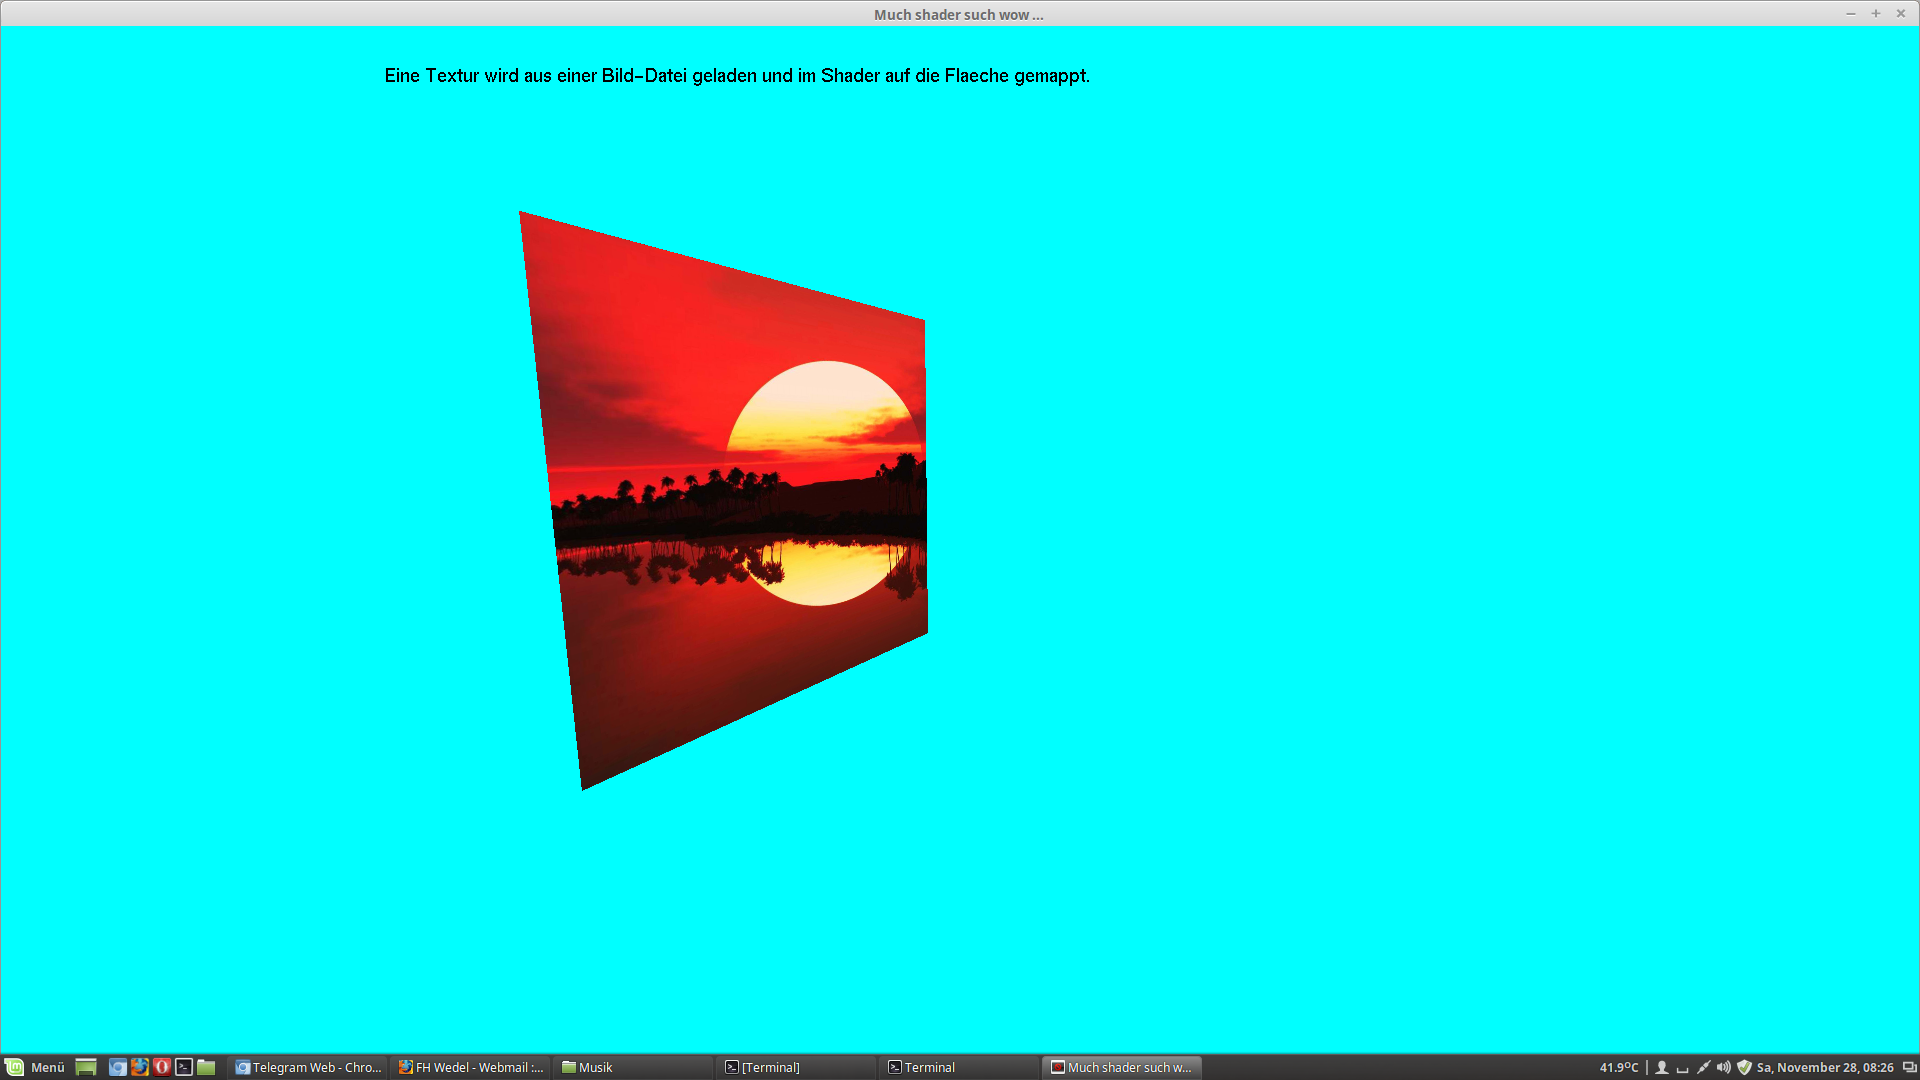 Much shader such wow ...
Eine Textur wird aus einer Bild-Datei geladen und im Shader auf die Flaeche gemappt.
Menü
Telegram Web - Chro...
FH Wedel - Webmail :...
Musik
[Terminal]
Terminal
Much shader such w...
41.9°C
Sa, November 28, 08:26